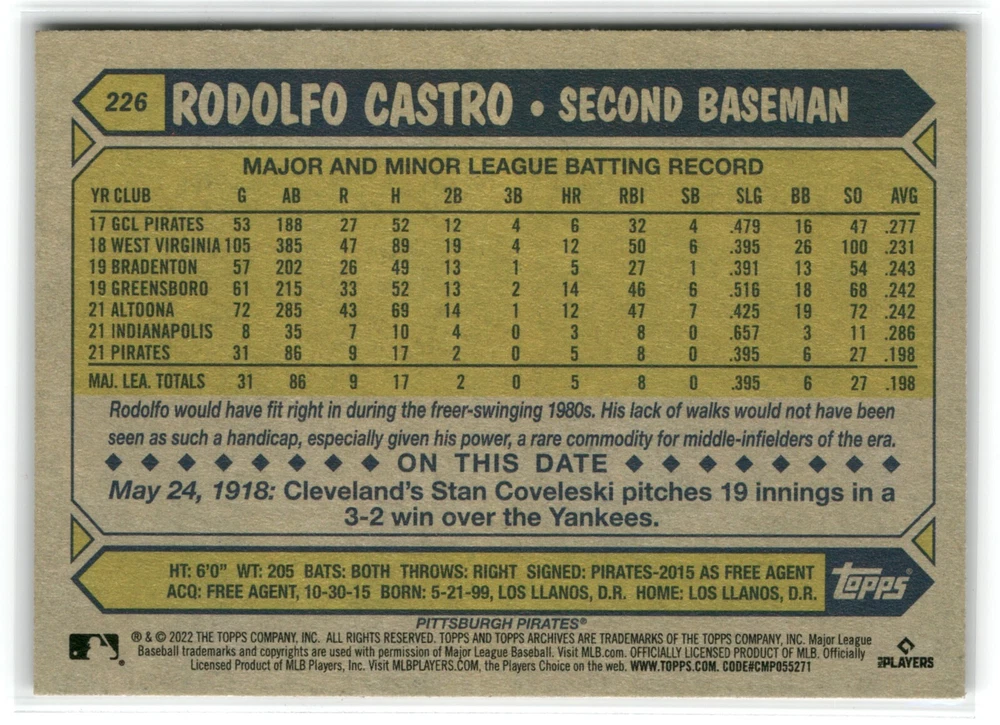 226 RODOLFO CASTRO • SECOND BASEMAN
MAJOR AND MINOR LEAGUE BATTING RECORD
YR CLUB G AB R H 2B 3B HR RBI SB SLG BB SO AVG
17 GCL PIRATES 53 188 27 52 12 4 6 32 4 .479 16 47 .277
18 WEST VIRGINIA 105 385 47 89 19 4 12 50 6 .395 26 100 .231
19 BRADENTON 57 202 26 49 13 1 5 27 1 .391 13 54 .243
19 GREENSBORO 61 215 33 52 13 2 14 46 6 .516 18 68 .242
21 ALTOONA 72 285 43 69 14 1 12 47 7 .425 19 72 .242
21 INDIANAPOLIS 8 35 7 10 4 0 3 8 0 .657 3 11 .286
21 PIRATES 31 86 9 17 2 0 5 8 0 .395 6 27 .198
MAJ. LEA. TOTALS 31 86 9 17 2 0 5 8 0 .395 6 27 .198
Rodolfo would have fit right in during the freer-swinging 1980s. His lack of walks would not have been
seen as such a handicap, especially given his power, a rare commodity for middle-infielders of the era.
ON THIS DATE
May 24, 1918: Cleveland's Stan Coveleski pitches 19 innings in a
3-2 win over the Yankees.
HT: 6'0" WT: 205 BATS: BOTH THROWS: RIGHT SIGNED: PIRATES-2015 AS FREE AGENT
ACQ: FREE AGENT, 10-30-15 BORN: 5-21-99, LOS LLANOS, D.R. HOME: LOS LLANOS, D.R.
Topps®
PITTSBURGH PIRATES®
® & © 2022 THE TOPPS COMPANY, INC. ALL RIGHTS RESERVED. TOPPS AND TOPPS ARCHIVES ARE TRADEMARKS OF THE TOPPS COMPANY, INC. Major League
Baseball trademarks and copyrights are used with permission of Major League Baseball. Visit MLB.com. OFFICIALLY LICENSED PRODUCT OF MLB. Officially
Licensed Product of MLB Players, Inc. Visit MLBPLAYERS.COM, the Players Choice on the web. WWW.TOPPS.COM. CODE#CMP055271
MLB PLAYERS